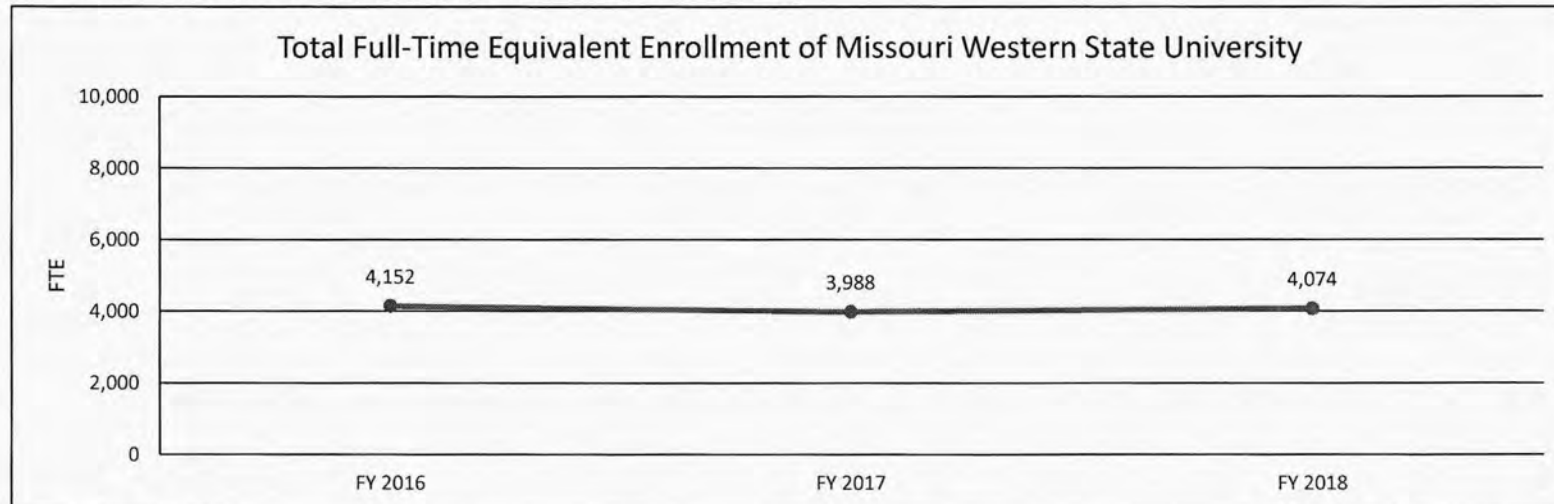 Total Full-Time Equivalent Enrollment of Missouri Western State University
10,000
8,000
6,000
4,000
2,000
0
FTE
4,152
3,988
4,074
FY 2016
FY 2017
FY 2018